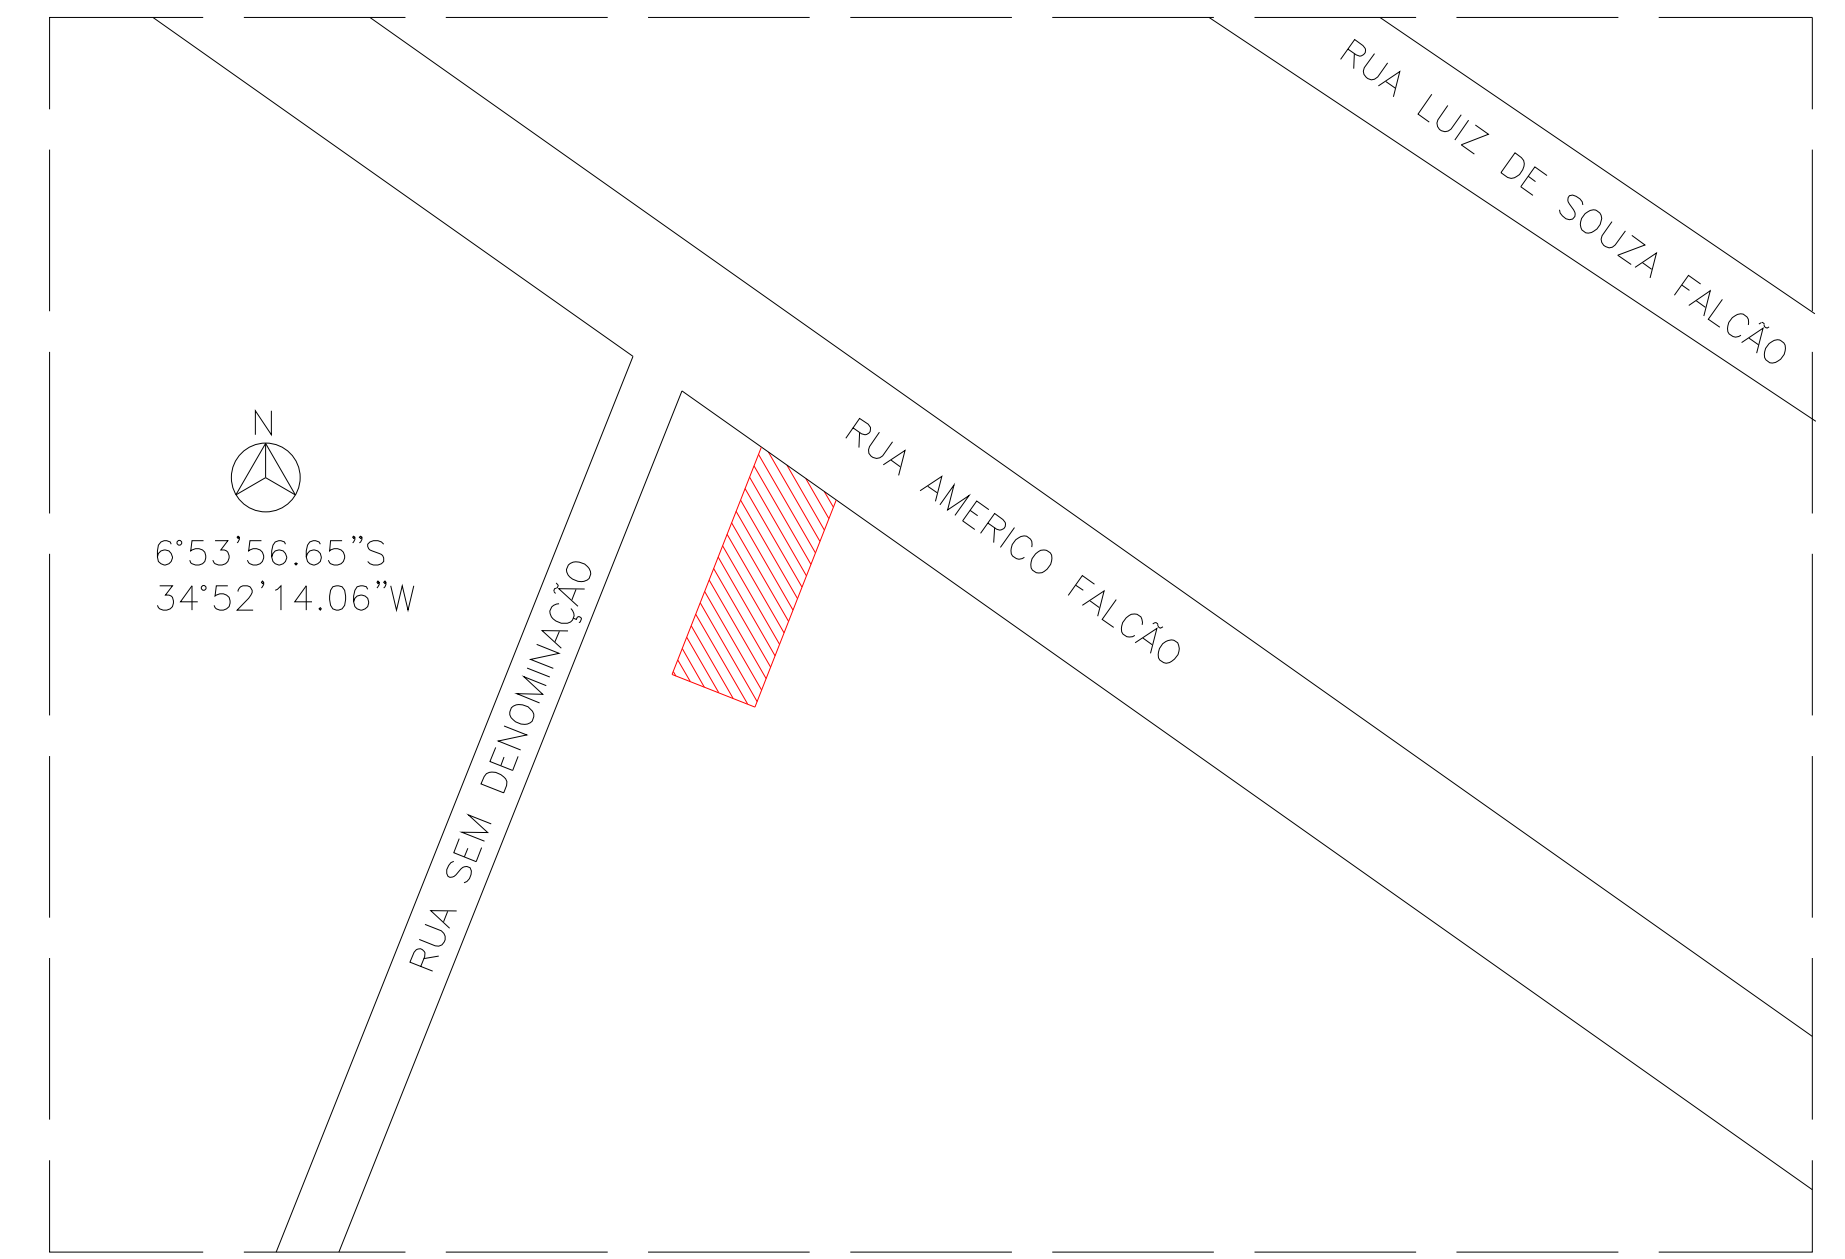 RUA LUIZ DE SOUZA FALCÃO
N
6°53'56.65"S
34°52'14.06"W
RUA AMERICO FALCÃO
RUA SEM DENOMINAÇÃO